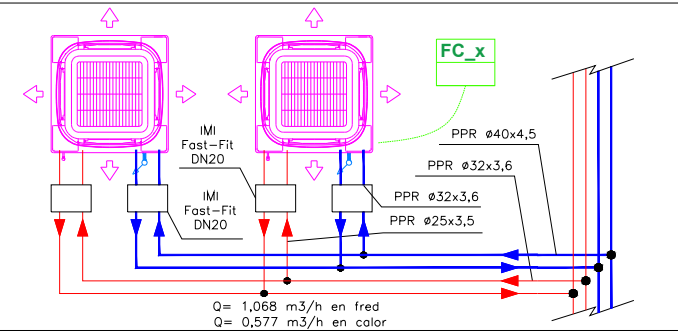 FC_x
IMI
Fast-Fit
DN20
IMI
Fast-Fit
DN20
PPR ø40x4,5
PPR ø32x3,6
PPR ø32x3,6
PPR ø25x3,5
Q= 1,068 m3/h en fred
Q= 0,577 m3/h en calor